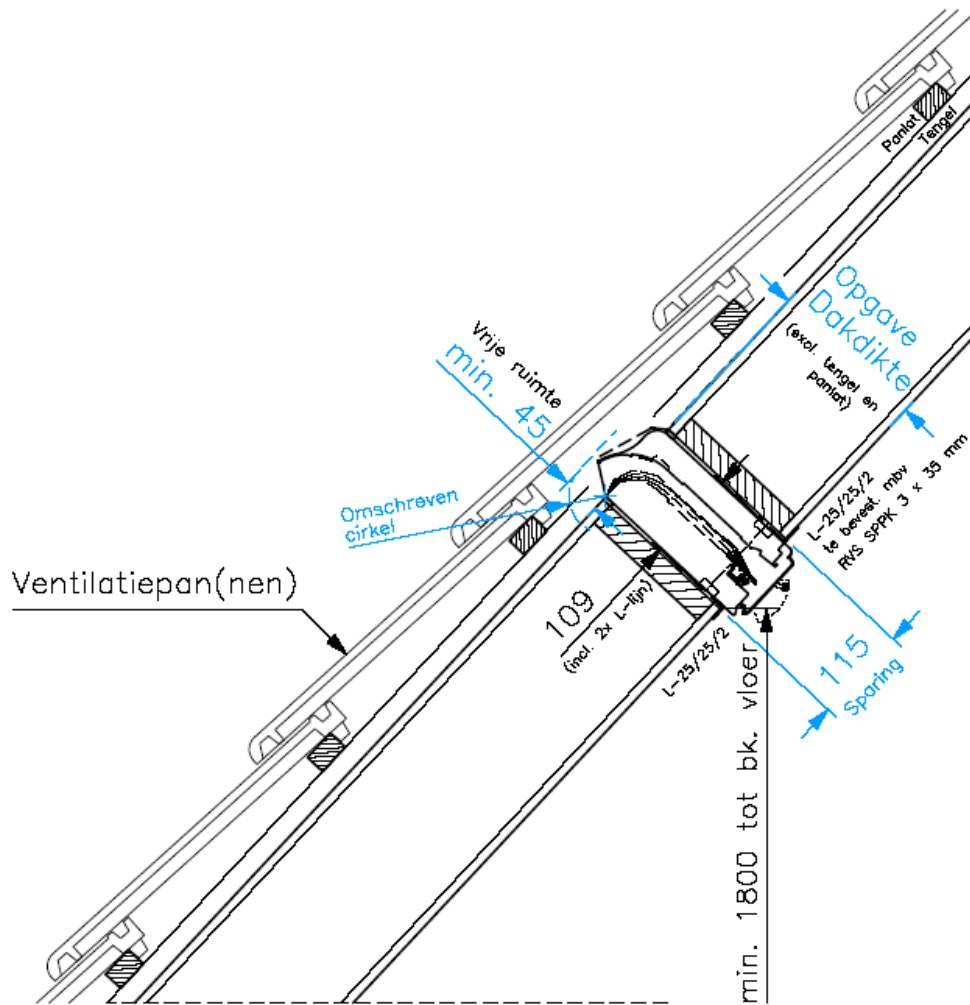 Panlat
Tengel
Opgave
Dakdikte
(excl. tengel en
panlat)
Vrije ruimte
min. 45
Omschreven
cirkel
Ventilatiepan(nen)
109
(incl. 2x L-lijn)
L-25/25/2
L-25/25/2
te bevest. mbv
RVS SPPK 3 x 35 mm
115
Sparing
min. 1800 tot bk. vloer